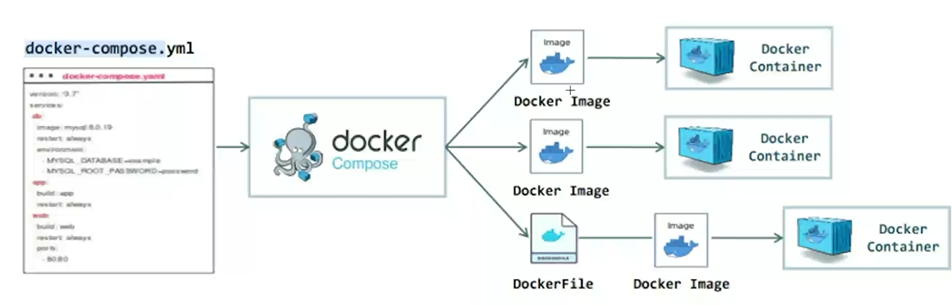 docker-compose.yml
docker-compose.yaml
version: "3.7"
services:
db:
image: mysql:8.0.19
restart: always
environment:
- MYSQL_DATABASE=example
- MYSQL_ROOT_PASSWORD=password
app:
build: app
restart: always
web:
build: web
restart: always
ports:
- 80:80
docker
Compose
Image
Docker Image
Docker
Container
Image
Docker Image
Docker
Container
DockerFile
Image
Docker Image
Docker
Container